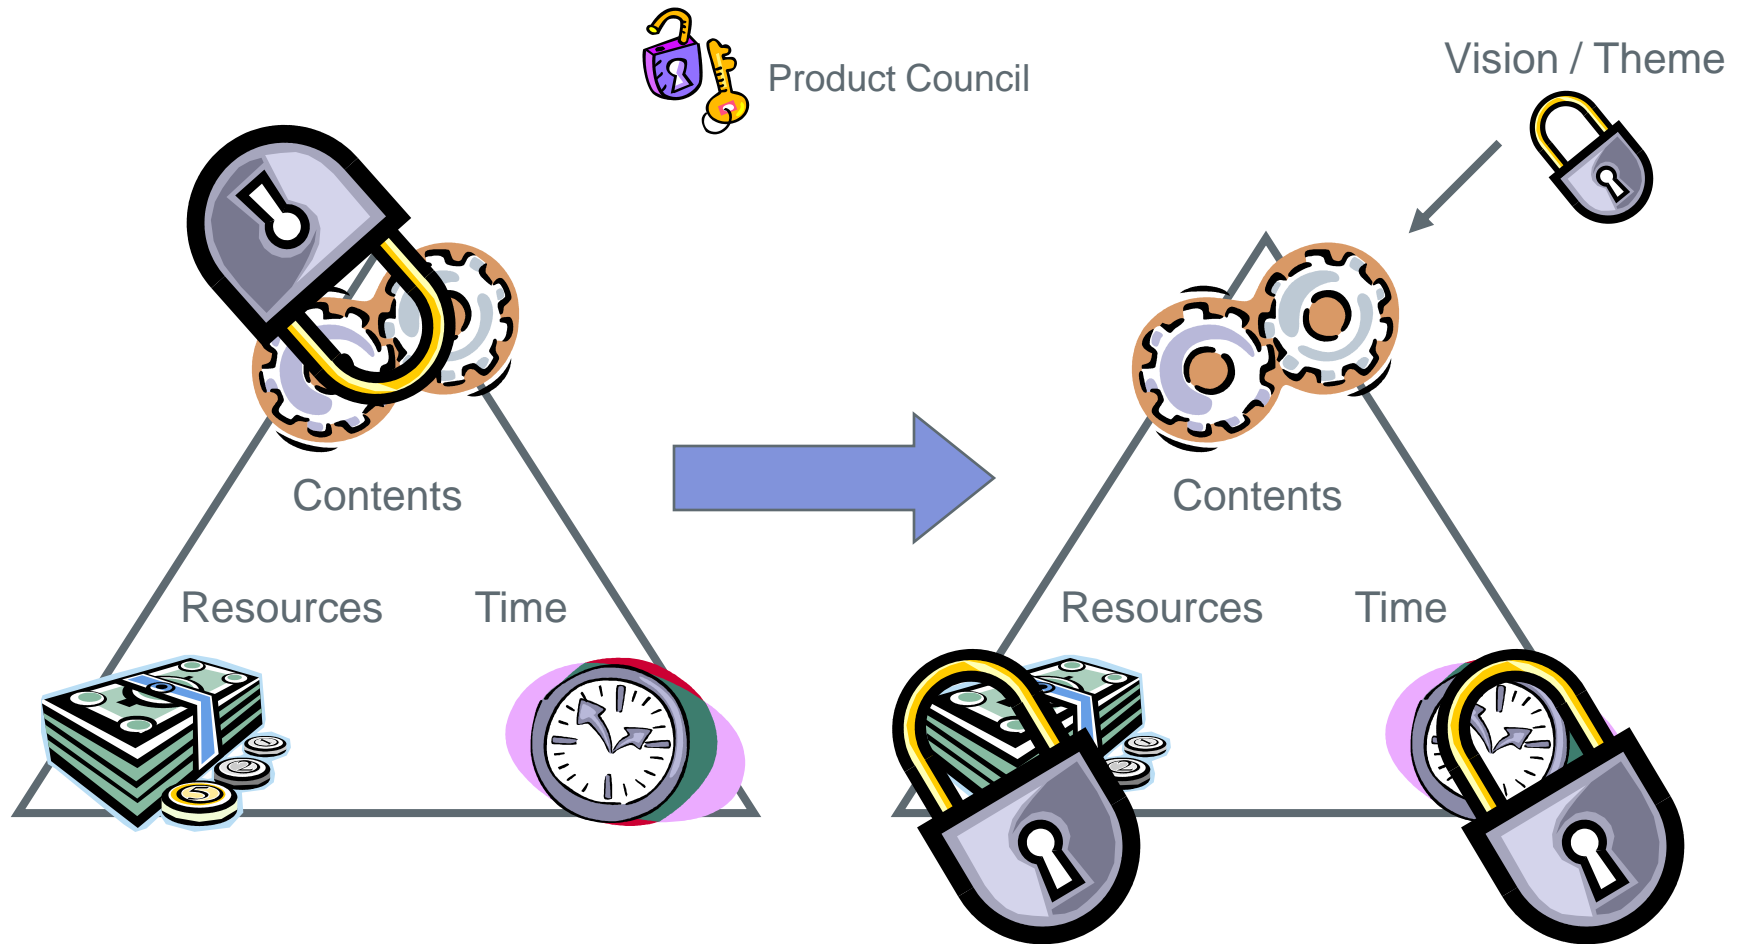 Product Council
Vision / Theme
Contents
Resources
Time
Contents
Resources
Time